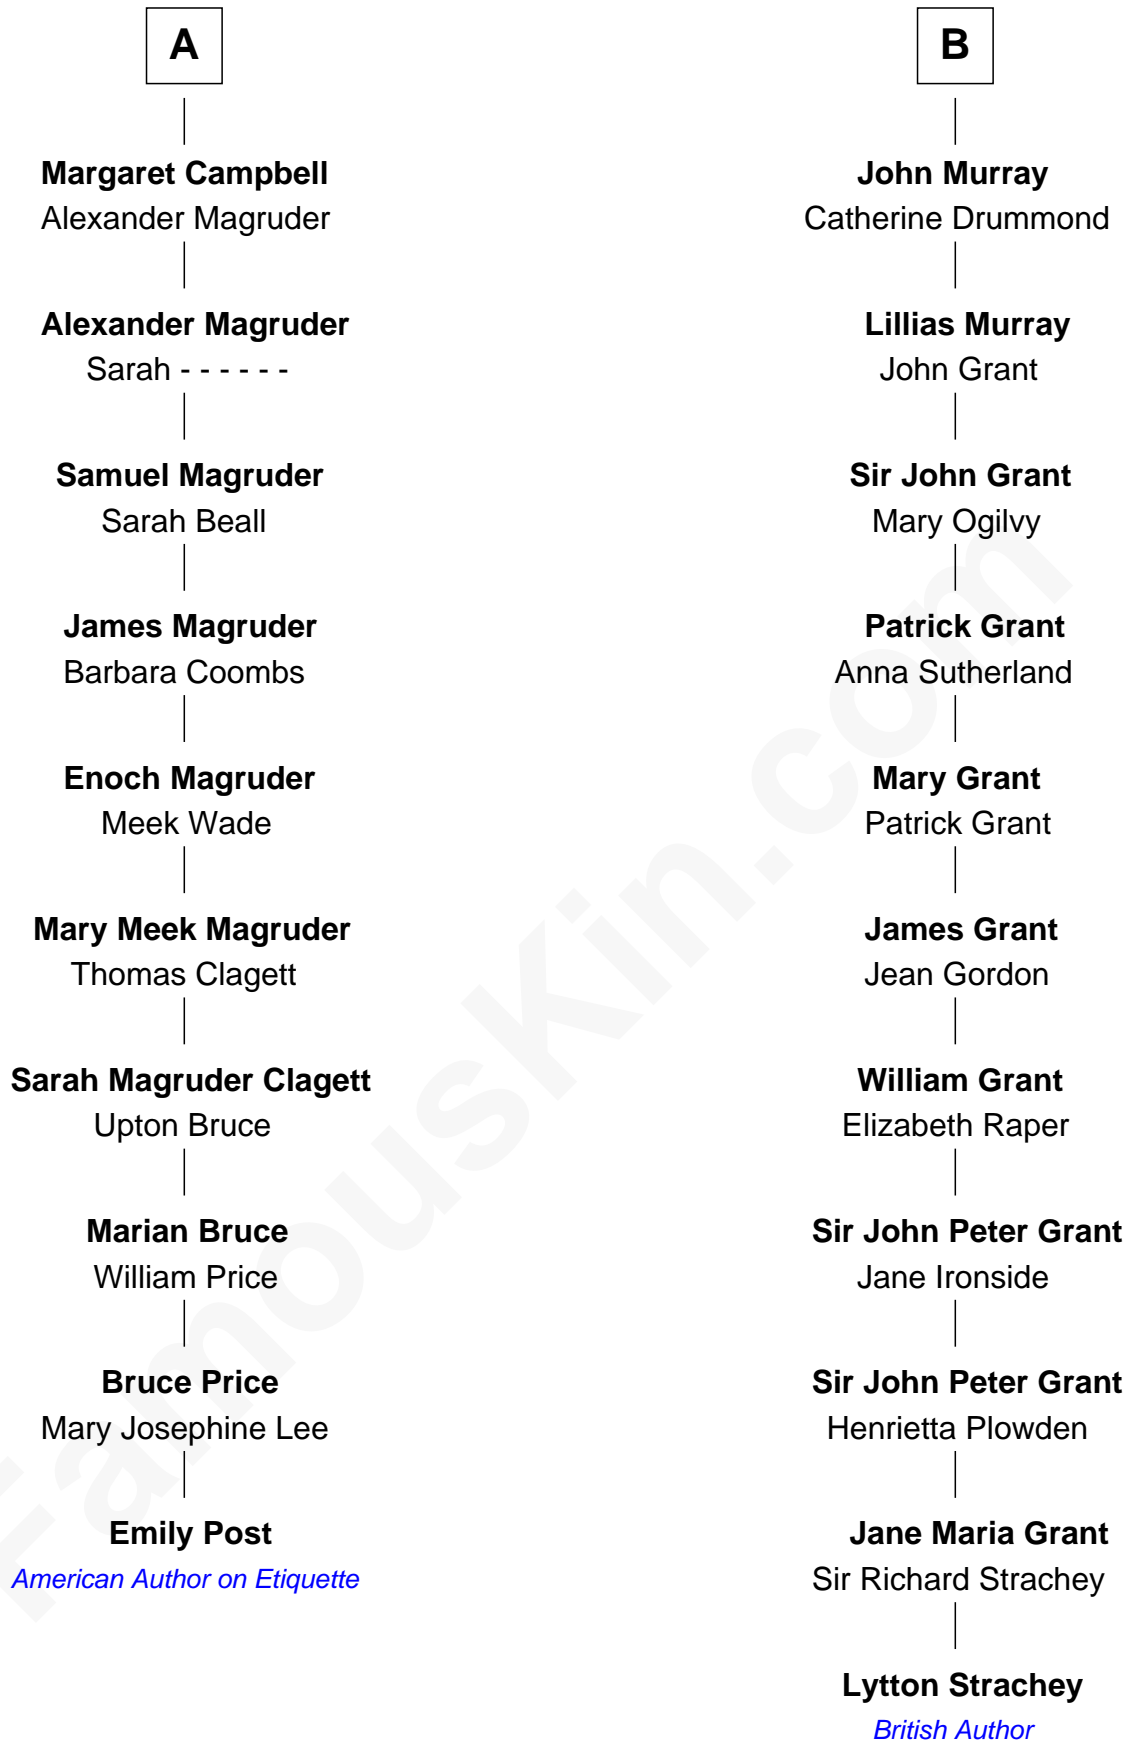 A
Margaret Campbell
Alexander Magruder
Alexander Magruder
Sarah - - - - - -
Samuel Magruder
Sarah Beall
James Magruder
Barbara Coombs
Enoch Magruder
Meek Wade
Mary Meek Magruder
Thomas Clagett
Sarah Magruder Clagett
Upton Bruce
Marian Bruce
William Price
Bruce Price
Mary Josephine Lee
Emily Post
American Author on Etiquette
B
John Murray
Catherine Drummond
Lillias Murray
John Grant
Sir John Grant
Mary Ogilvy
Patrick Grant
Anna Sutherland
Mary Grant
Patrick Grant
James Grant
Jean Gordon
William Grant
Elizabeth Raper
Sir John Peter Grant
Jane Ironside
Sir John Peter Grant
Henrietta Plowden
Jane Maria Grant
Sir Richard Strachey
Lytton Strachey
British Author
FamousKin.com